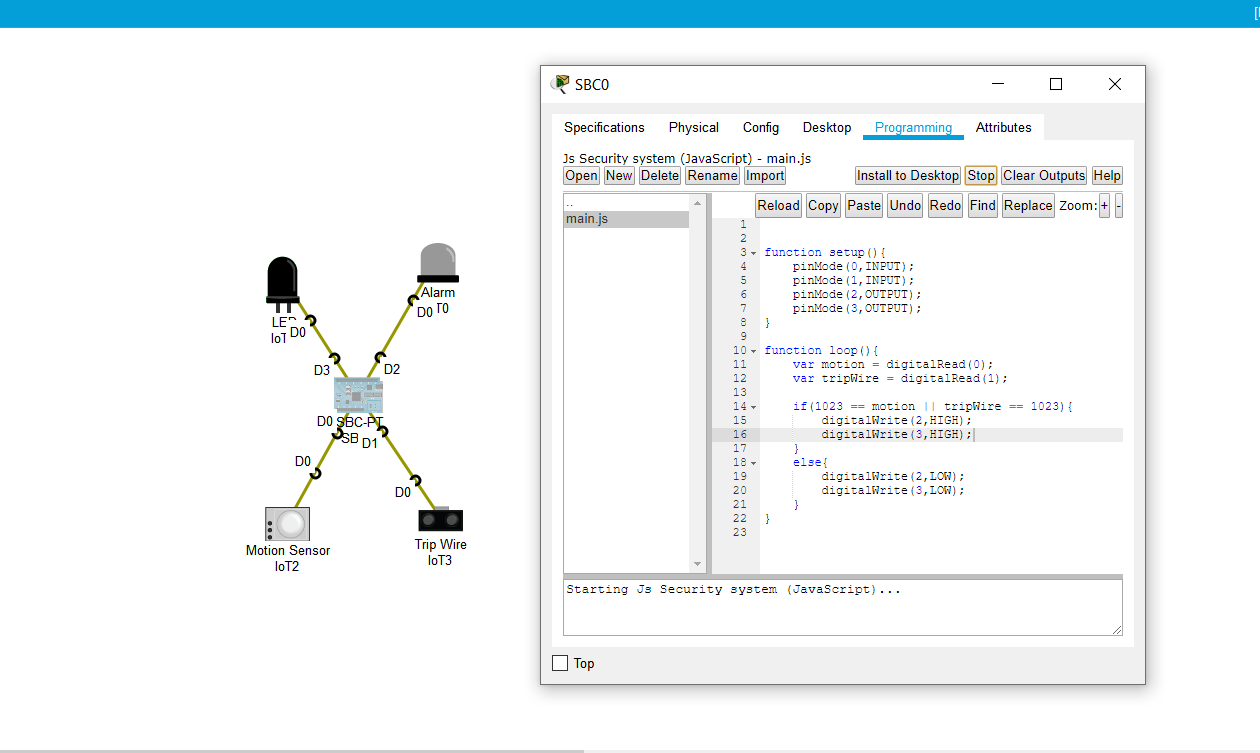 SBC0
Specifications Physical Config Desktop Programming Attributes
Js Security system (JavaScript) - main.js
Open New Delete Rename Import Install to Desktop Stop Clear Outputs Help
Reload Copy Paste Undo Redo Find Replace Zoom: + -
..
main.js
1
2
3 function setup(){
4 pinMode(0,INPUT);
5 pinMode(1,INPUT);
6 pinMode(2,OUTPUT);
7 pinMode(3,OUTPUT);
8 }
9
10 function loop(){
11 var motion = digitalRead(0);
12 var tripWire = digitalRead(1);
13
14 if(1023 == motion || tripWire == 1023){
15 digitalWrite(2,HIGH);
16 digitalWrite(3,HIGH);
17 }
18 else{
19 digitalWrite(2,LOW);
20 digitalWrite(3,LOW);
21 }
22 }
23
Starting Js Security system (JavaScript)...
Top
Alarm
D0 T0
LE
D0
IoT
D3
D2
D0 SBC-PT
SB D1
D0
D0
Motion Sensor
IoT2
Trip Wire
IoT3